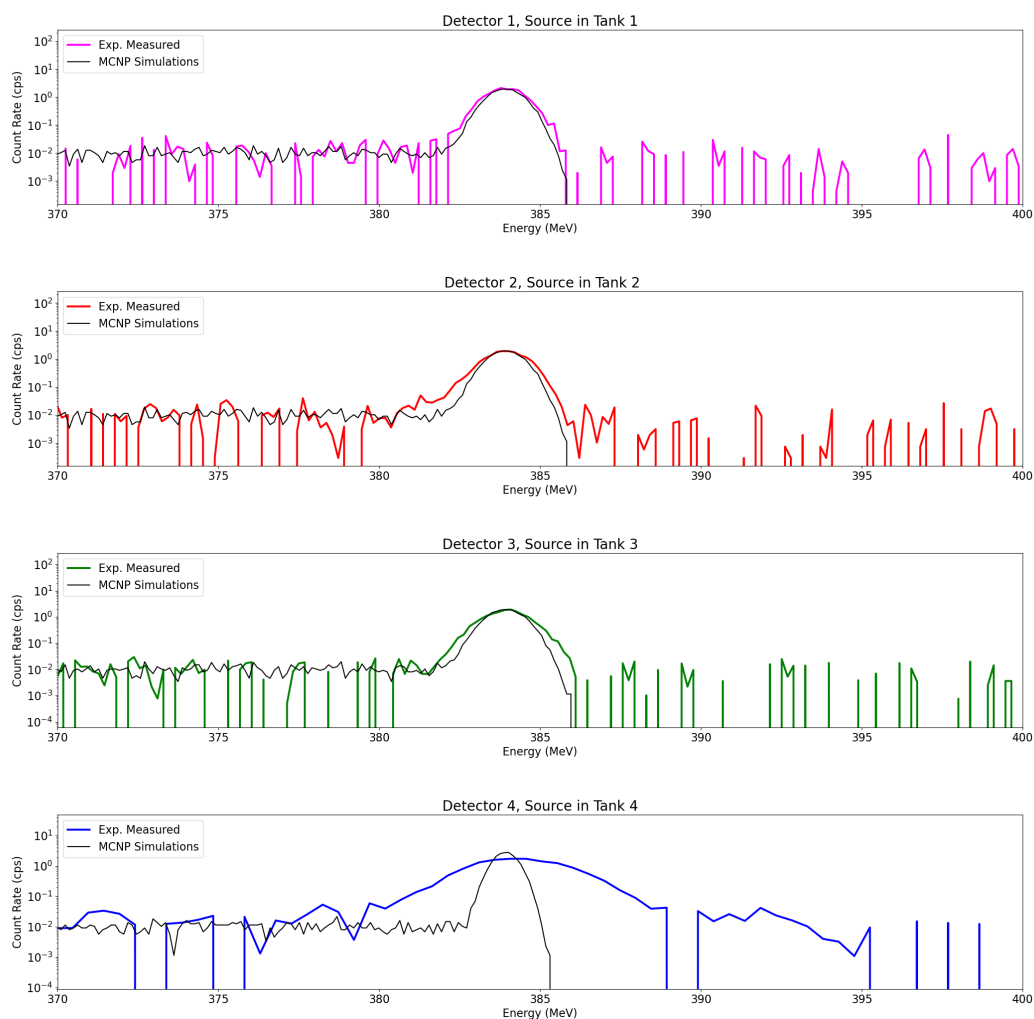 Detector 1, Source in Tank 1
10²
10¹
10⁰
10⁻¹
10⁻²
10⁻³
Count Rate (cps)
Exp. Measured
MCNP Simulations
370 375 380 385 390 395 400
Energy (MeV)
Detector 2, Source in Tank 2
10²
10¹
10⁰
10⁻¹
10⁻²
10⁻³
Count Rate (cps)
Exp. Measured
MCNP Simulations
370 375 380 385 390 395 400
Energy (MeV)
Detector 3, Source in Tank 3
10²
10¹
10⁰
10⁻¹
10⁻²
10⁻³
10⁻⁴
Count Rate (cps)
Exp. Measured
MCNP Simulations
370 375 380 385 390 395 400
Energy (MeV)
Detector 4, Source in Tank 4
10¹
10⁰
10⁻¹
10⁻²
10⁻³
10⁻⁴
Count Rate (cps)
Exp. Measured
MCNP Simulations
370 375 380 385 390 395 400
Energy (MeV)